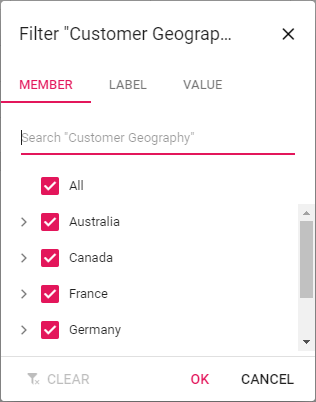 Filter "Customer Geograp...
MEMBER LABEL VALUE
Search "Customer Geography"
All
Australia
Canada
France
Germany
CLEAR OK CANCEL